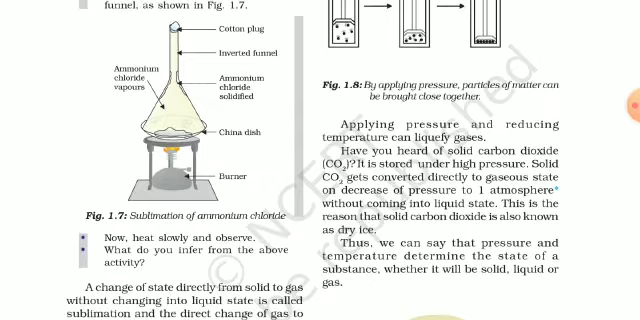 funnel, as shown in Fig. 1.7.
Cotton plug
Inverted funnel
Ammonium
chloride
vapours
Ammonium
chloride
solidified
China dish
Burner
Fig. 1.7: Sublimation of ammonium chloride
• Now, heat slowly and observe.
• What do you infer from the above
activity?
A change of state directly from solid to gas
without changing into liquid state is called
sublimation and the direct change of gas to
Fig. 1.8: By applying pressure, particles of matter can
be brought close together.
Applying pressure and reducing
temperature can liquefy gases.
Have you heard of solid carbon dioxide
(CO2)? It is stored under high pressure. Solid
CO2 gets converted directly to gaseous state
on decrease of pressure to 1 atmosphere*
without coming into liquid state. This is the
reason that solid carbon dioxide is also known
as dry ice.
Thus, we can say that pressure and
temperature determine the state of a
substance, whether it will be solid, liquid or
gas.
© NCERT
be republished